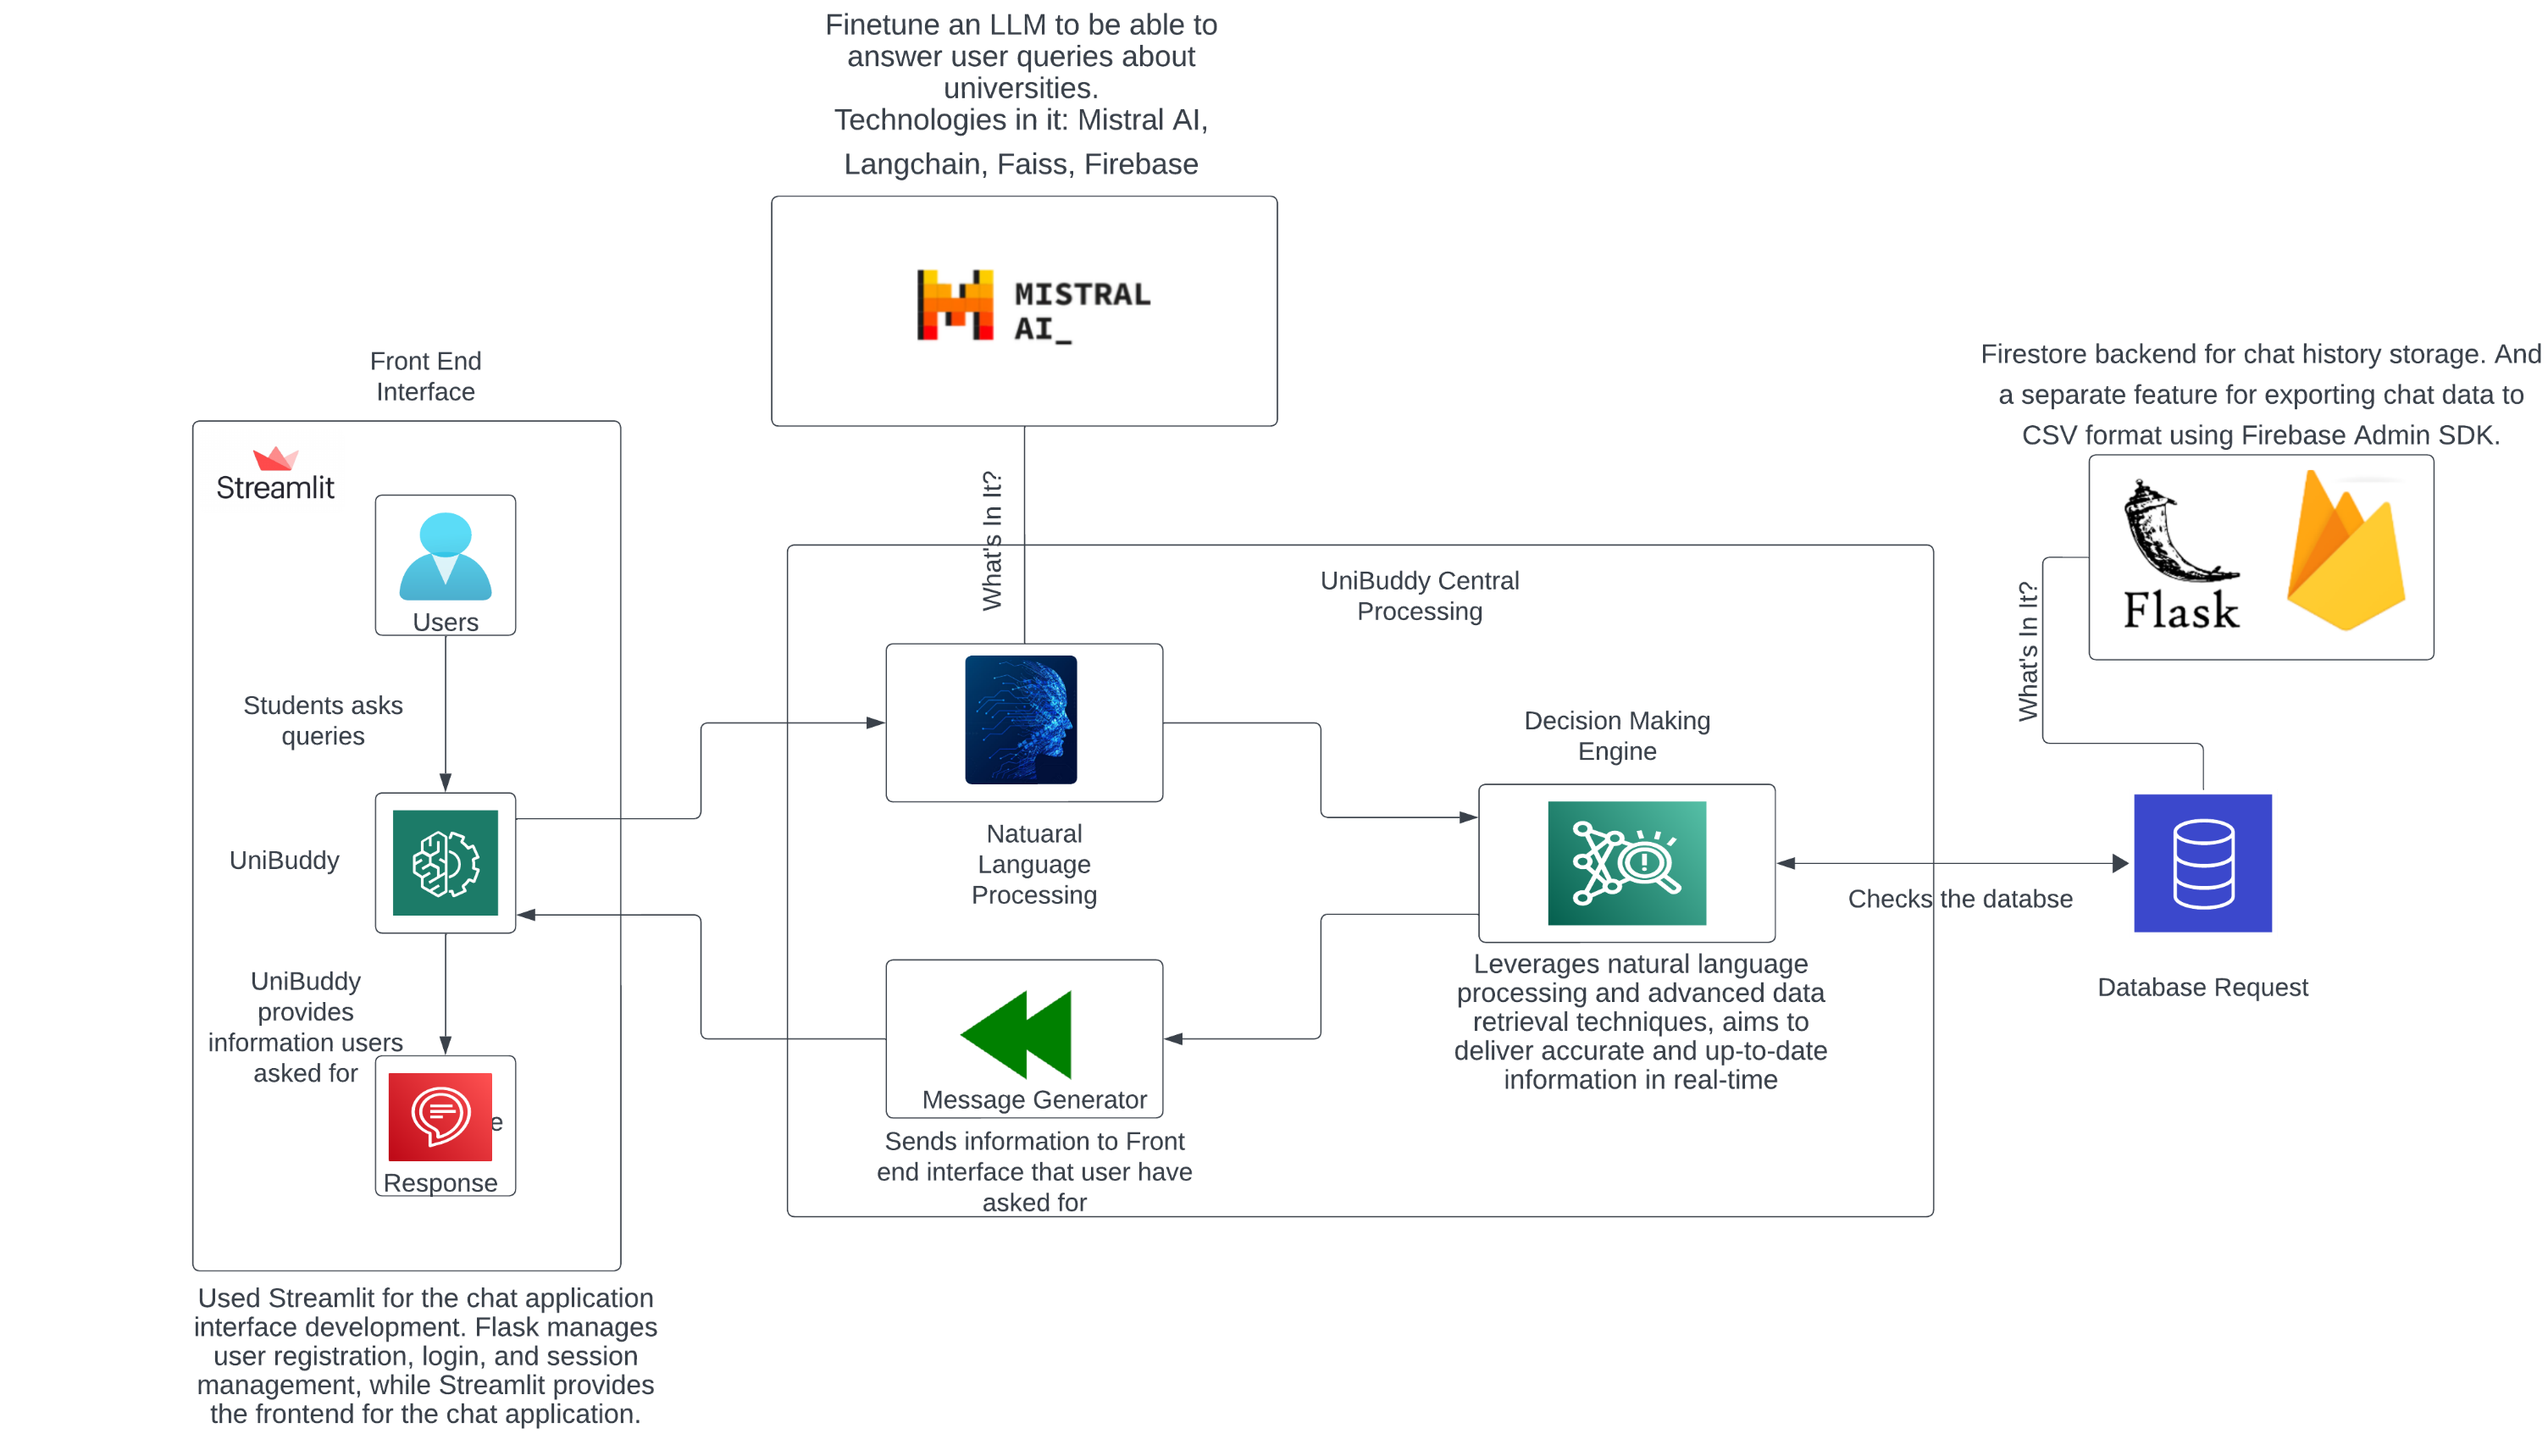 Finetune an LLM to be able to
answer user queries about
universities.
Technologies in it: Mistral AI,
Langchain, Faiss, Firebase
MISTRAL
AI_
Front End
Interface
Streamlit
Users
Students asks
queries
UniBuddy
UniBuddy
provides
information users
asked for
e
Response
Used Streamlit for the chat application
interface development. Flask manages
user registration, login, and session
management, while Streamlit provides
the frontend for the chat application.
What's In It?
UniBuddy Central
Processing
Natuaral
Language
Processing
Decision Making
Engine
Leverages natural language
processing and advanced data
retrieval techniques, aims to
deliver accurate and up-to-date
information in real-time
Message Generator
Sends information to Front
end interface that user have
asked for
Checks the databse
Firestore backend for chat history storage. And
a separate feature for exporting chat data to
CSV format using Firebase Admin SDK.
Flask
What's In It?
Database Request